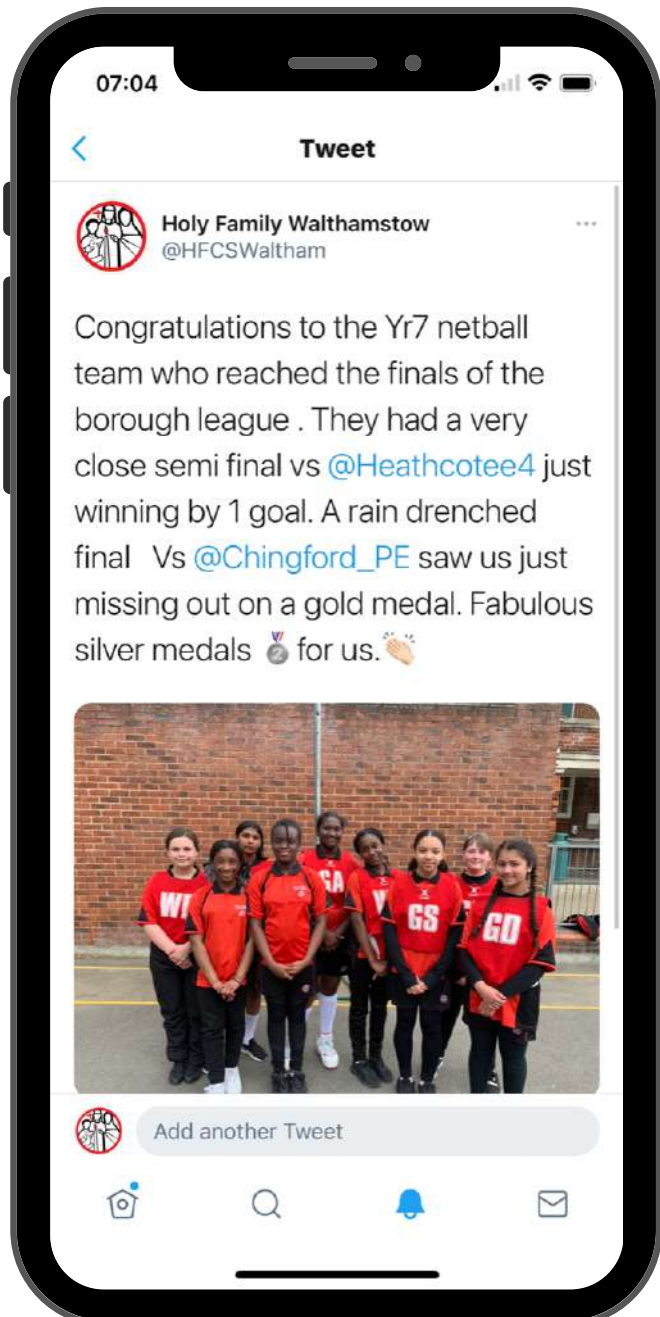 07:04
Tweet
Holy Family Walthamstow
@HFCSWaltham
Congratulations to the Yr7 netball
team who reached the finals of the
borough league . They had a very
close semi final vs @Heathcotee4 just
winning by 1 goal. A rain drenched
final Vs @Chingford_PE saw us just
missing out on a gold medal. Fabulous
silver medals 🥈 for us.👏🏻
GA
GS
GD
Add another Tweet